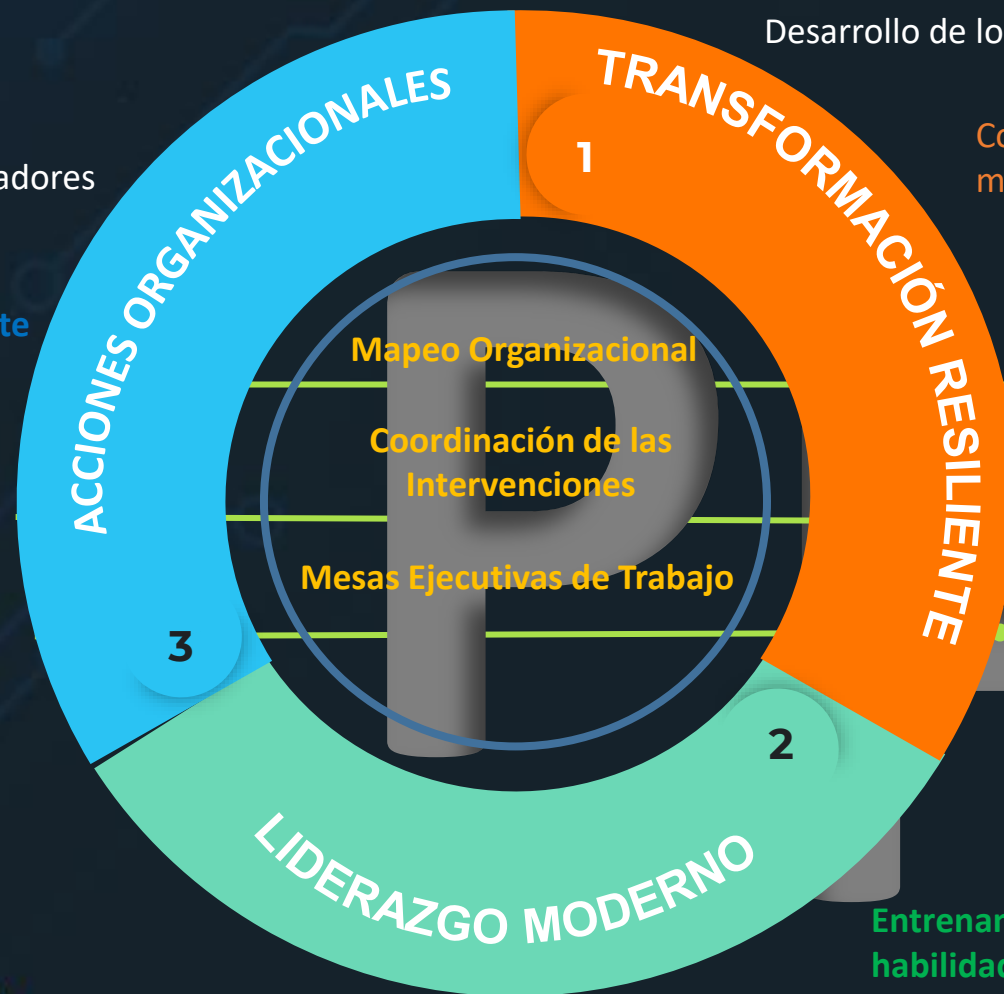 Desarrollo de lo
TRANSFORMACIÓN RESILIENTE
1
ACCIONES ORGANIZACIONALES
3
LIDERAZGO MODERNO
2
Mapeo Organizacional
Coordinación de las
Intervenciones
Mesas Ejecutivas de Trabajo
P
adores
te
Co
m
Entrenar
habilidad